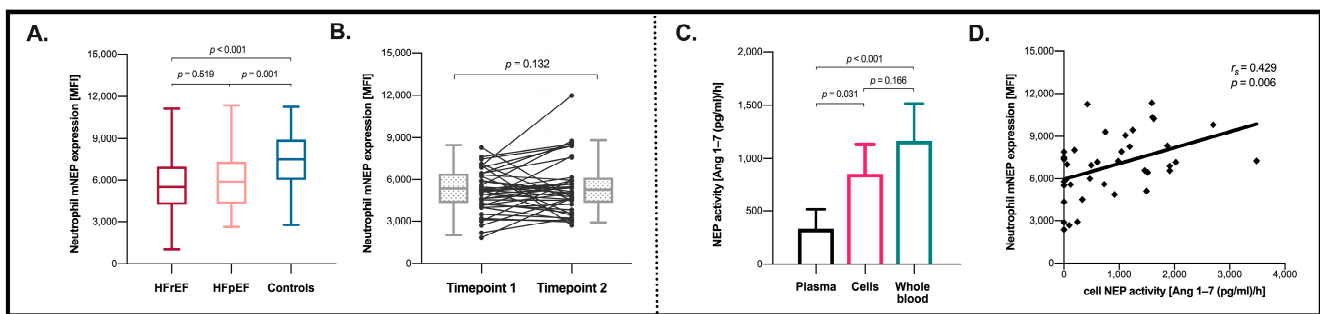 A.
Neutrophil mNEP expression [MFI]
15,000
12,000
9,000
6,000
3,000
0
p < 0.001
p = 0.519
p = 0.001
HFrEF
HFpEF
Controls
B.
Neutrophil mNEP expression [MFI]
15,000
12,000
9,000
6,000
3,000
0
p = 0.132
Timepoint 1
Timepoint 2
C.
NEP activity [Ang 1–7 (pg/ml)/h]
2,000
1,500
1,000
500
0
p < 0.001
p = 0.166
p = 0.031
Plasma
Cells
Whole
blood
D.
Neutrophil mNEP expression [MFI]
15,000
12,000
9,000
6,000
3,000
0
rs = 0.429
p = 0.006
0
1,000
2,000
3,000
4,000
cell NEP activity [Ang 1–7 (pg/ml)/h]